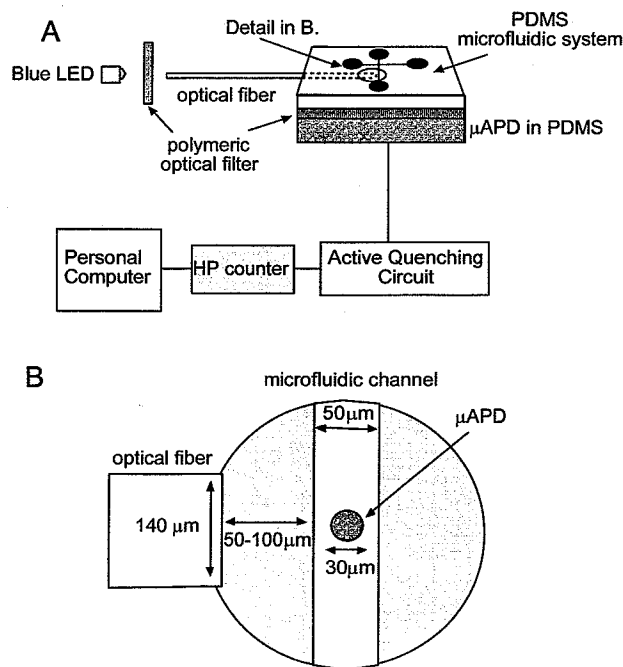 A
Detail in B.
PDMS
microfluidic system
Blue LED
optical fiber
polymeric
optical filter
μAPD in PDMS
Personal
Computer
HP counter
Active Quenching
Circuit
B
microfluidic channel
50μm
μAPD
optical fiber
140 μm
50-100μm
30μm